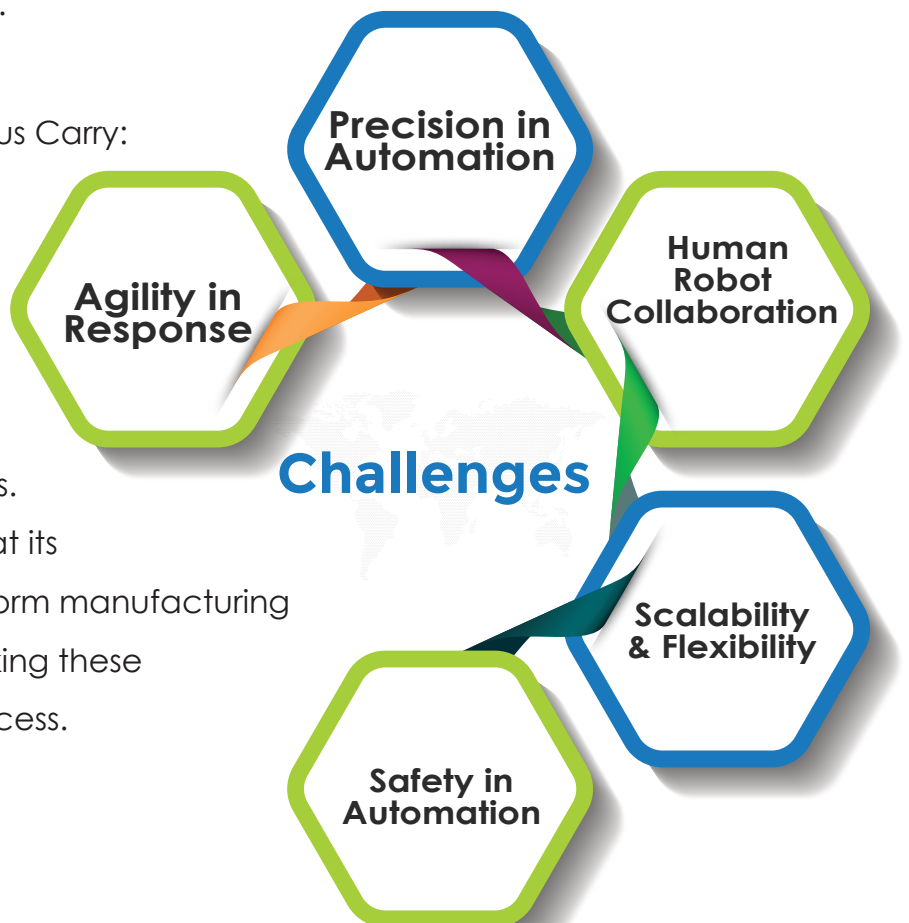 .
us Carry:
s.
at its
orm manufacturing
king these
cess.
Precision in
Automation
Agility in
Response
Human
Robot
Collaboration
Challenges
Scalability
& Flexibility
Safety in
Automation